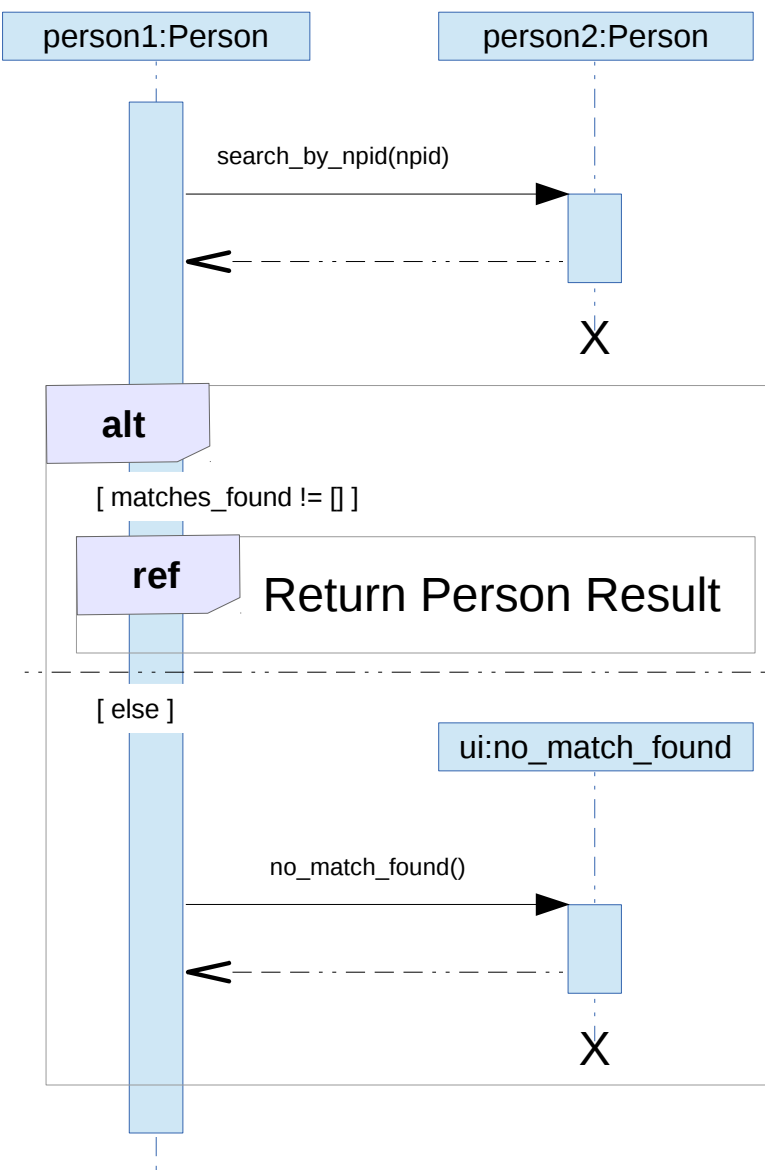 person1:Person
person2:Person
search_by_npid(npid)
X
alt
[ matches_found != [] ]
ref
Return Person Result
[ else ]
ui:no_match_found
no_match_found()
X